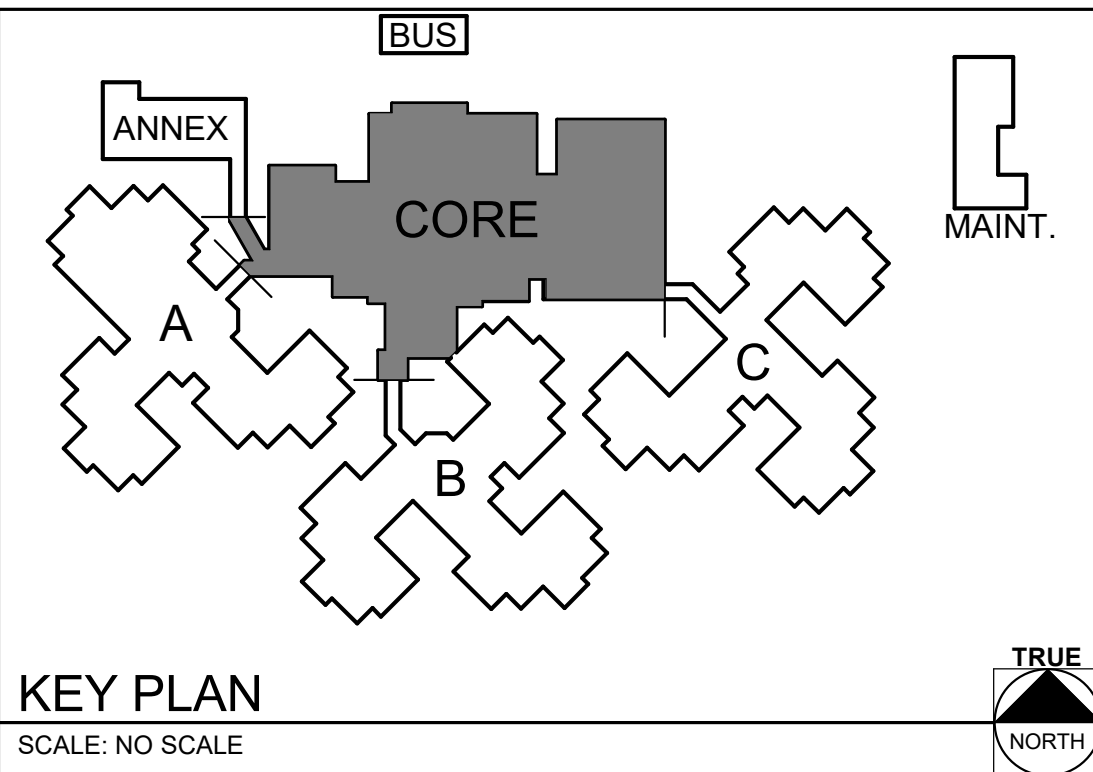 BUS
ANNEX
CORE
MAINT.
A
C
B
KEY PLAN
SCALE: NO SCALE
TRUE
NORTH